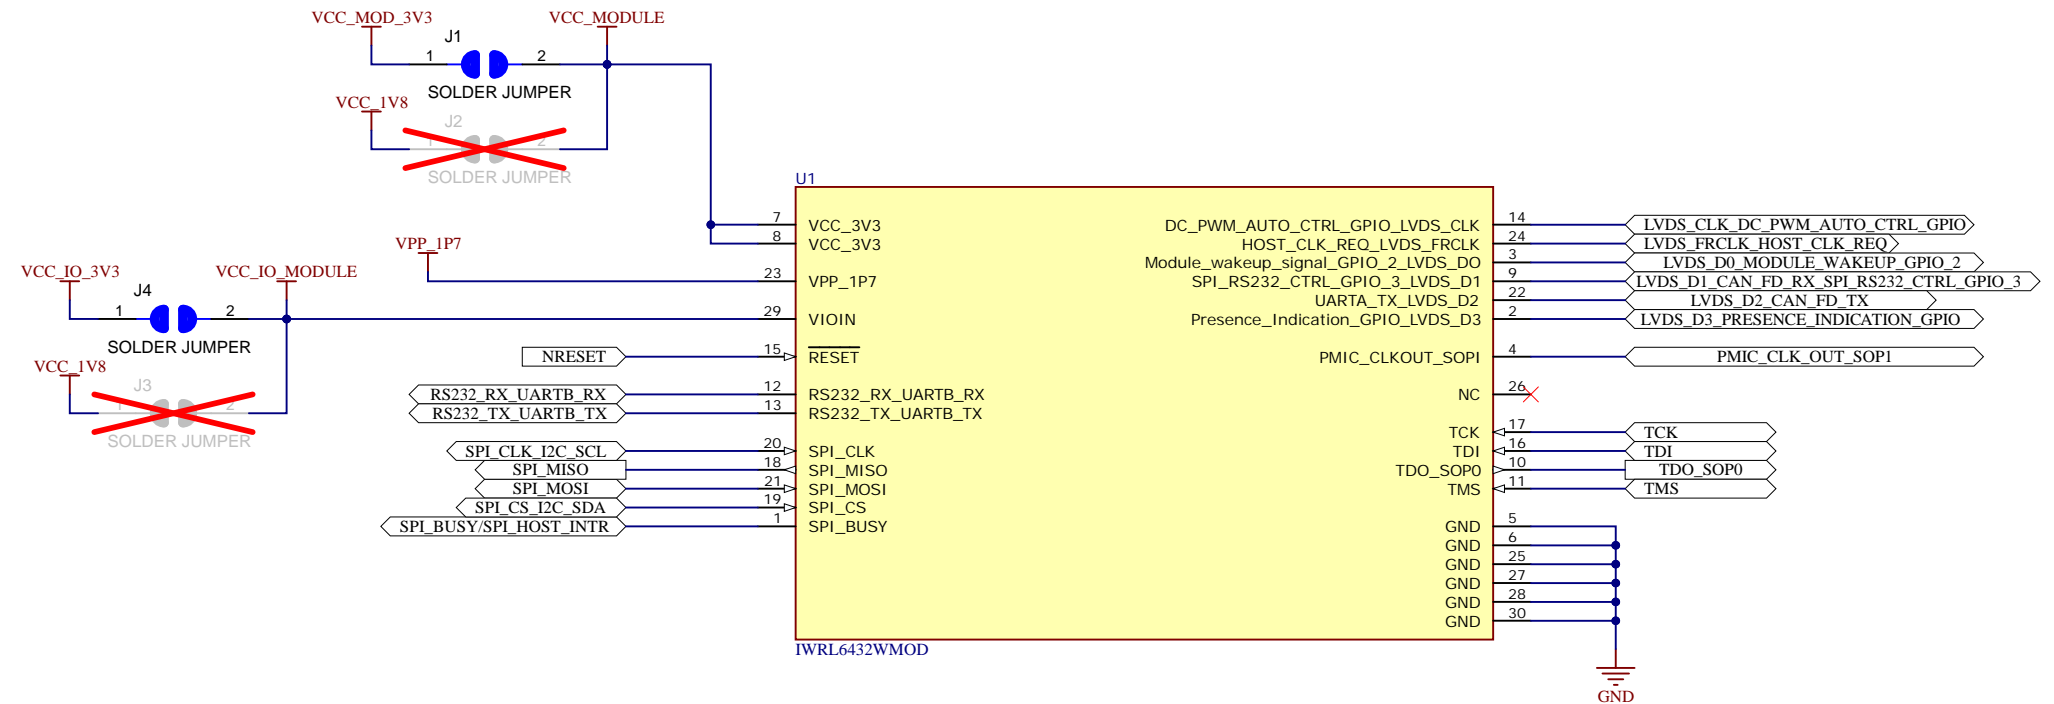 VCC_MOD_3V3
VCC_MODULE
J1
1 2
SOLDER JUMPER
VCC_1V8
J2
1 2
SOLDER JUMPER
VCC_IO_3V3
VCC_IO_MODULE
J4
1 2
SOLDER JUMPER
VCC_1V8
J3
1 2
SOLDER JUMPER
VPP_1P7
U1
7 VCC_3V3
8 VCC_3V3
23 VPP_1P7
29 VIOIN
NRESET 15 RESET
RS232_RX_UARTB_RX 12 RS232_RX_UARTB_RX
RS232_TX_UARTB_TX 13 RS232_TX_UARTB_TX
SPI_CLK_I2C_SCL 20 SPI_CLK
SPI_MISO 18 SPI_MISO
SPI_MOSI 21 SPI_MOSI
SPI_CS_I2C_SDA 19 SPI_CS
SPI_BUSY/SPI_HOST_INTR 1 SPI_BUSY
DC_PWM_AUTO_CTRL_GPIO_LVDS_CLK 14 LVDS_CLK_DC_PWM_AUTO_CTRL_GPIO
HOST_CLK_REQ_LVDS_FRCLK 24 LVDS_FRCLK_HOST_CLK_REQ
Module_wakeup_signal_GPIO_2_LVDS_DO 3 LVDS_D0_MODULE_WAKEUP_GPIO_2
SPI_RS232_CTRL_GPIO_3_LVDS_D1 9 LVDS_D1_CAN_FD_RX_SPI_RS232_CTRL_GPIO_3
UARTA_TX_LVDS_D2 22 LVDS_D2_CAN_FD_TX
Presence_Indication_GPIO_LVDS_D3 2 LVDS_D3_PRESENCE_INDICATION_GPIO
PMIC_CLKOUT_SOPI 4 PMIC_CLK_OUT_SOP1
NC 26
TCK 17 TCK
TDI 16 TDI
TDO_SOP0 10 TDO_SOP0
TMS 11 TMS
GND 5
GND 6
GND 25
GND 27
GND 28
GND 30
IWRL6432WMOD
GND